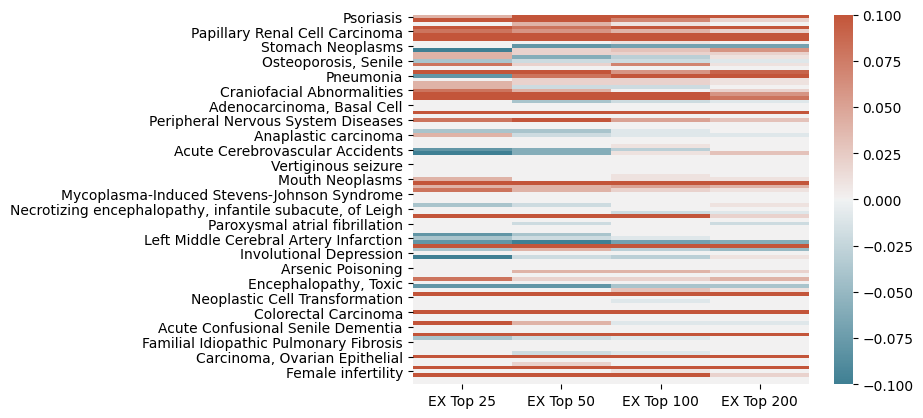 Psoriasis
Papillary Renal Cell Carcinoma
Stomach Neoplasms
Osteoporosis, Senile
Pneumonia
Craniofacial Abnormalities
Adenocarcinoma, Basal Cell
Peripheral Nervous System Diseases
Anaplastic carcinoma
Acute Cerebrovascular Accidents
Vertiginous seizure
Mouth Neoplasms
Mycoplasma-Induced Stevens-Johnson Syndrome
Necrotizing encephalopathy, infantile subacute, of Leigh
Paroxysmal atrial fibrillation
Left Middle Cerebral Artery Infarction
Involutional Depression
Arsenic Poisoning
Encephalopathy, Toxic
Neoplastic Cell Transformation
Colorectal Carcinoma
Acute Confusional Senile Dementia
Familial Idiopathic Pulmonary Fibrosis
Carcinoma, Ovarian Epithelial
Female infertility
EX Top 25 EX Top 50 EX Top 100 EX Top 200
0.100
0.075
0.050
0.025
0.000
−0.025
−0.050
−0.075
−0.100